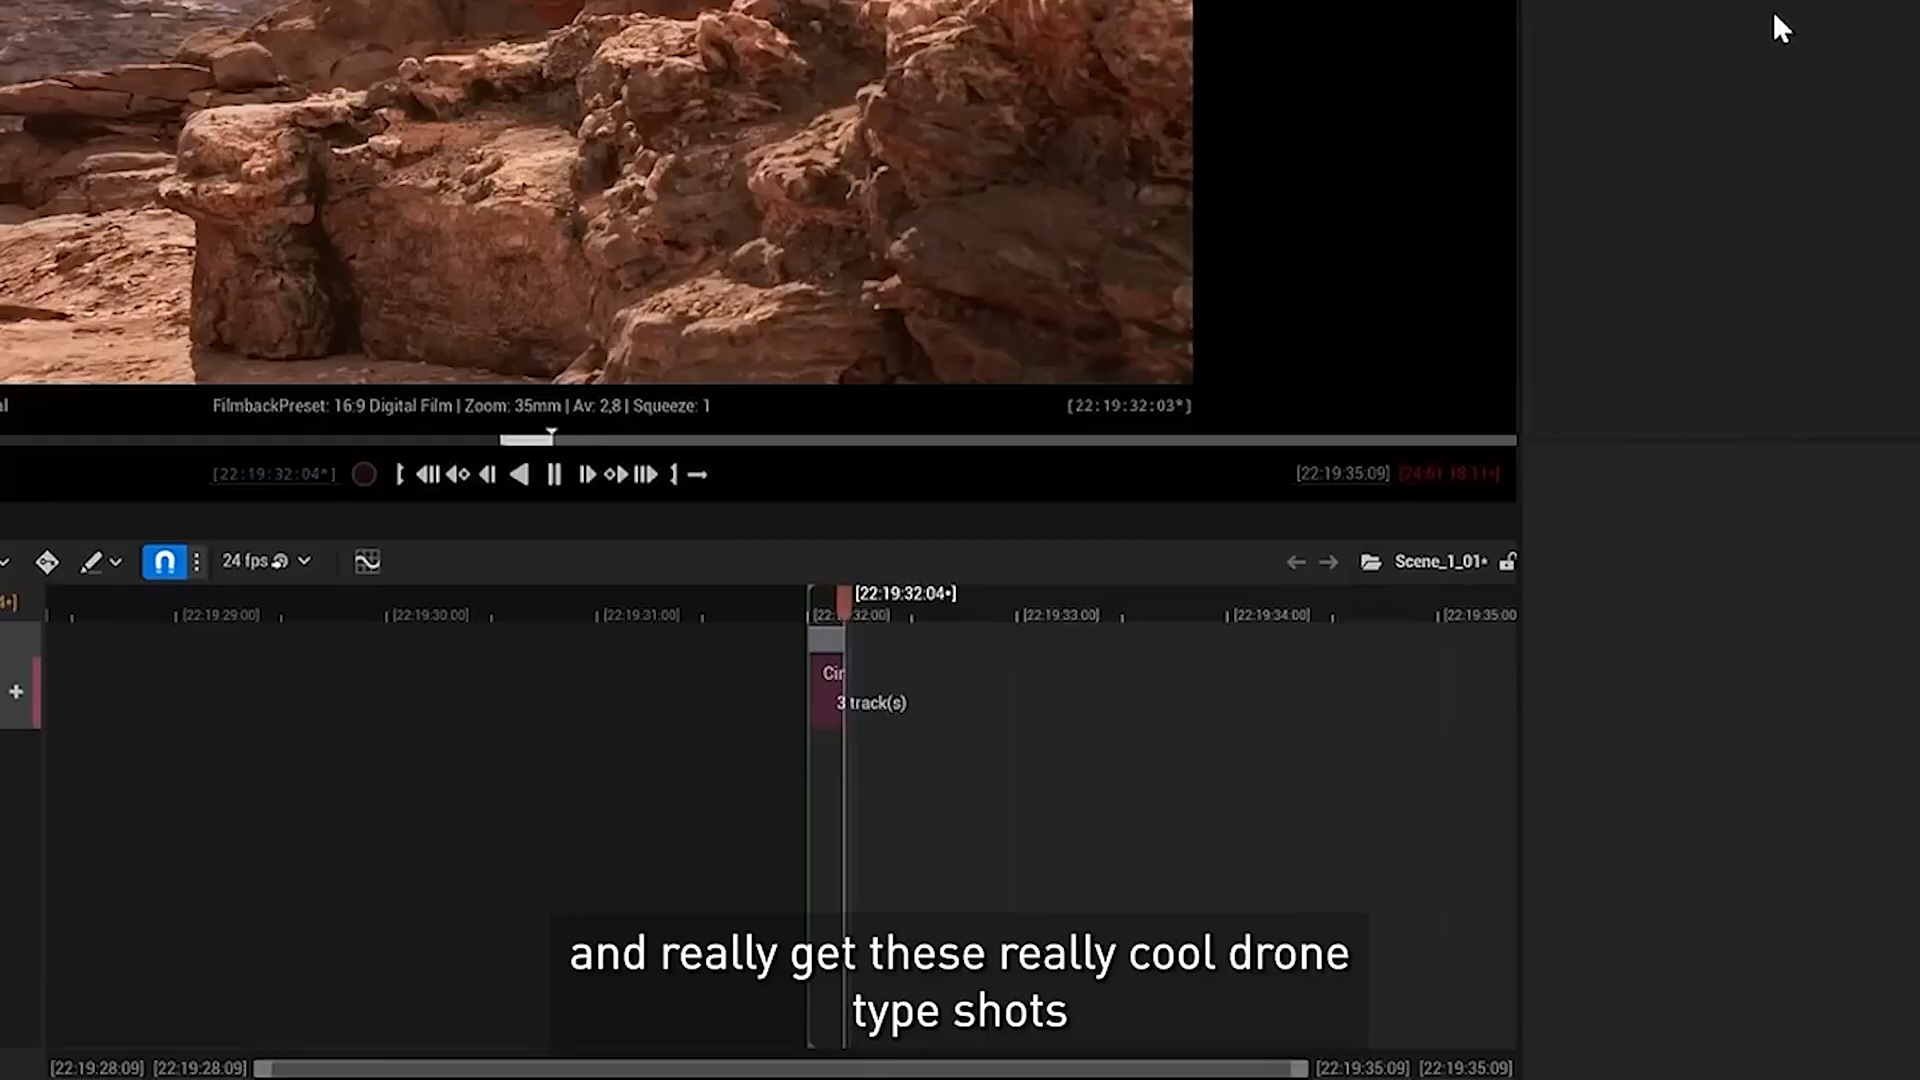 al
FilmbackPreset: 16:9 Digital Film | Zoom: 35mm | Av: 2,8 | Squeeze: 1
[22:19:32:03*]
[22:19:32:04*]
[22:19:35:09]
24 fps
Scene_1_01•
[22:19:32:04•]
[22:19:29:00]
[22:19:30:00]
[22:19:31:00]
[22:19:33:00]
[22:19:34:00]
[22:19:35:00
Cir
3 track(s)
and really get these really cool drone
type shots
[22:19:28:09] [22:19:28:09]
[22:19:35:09] [22:19:35:09]